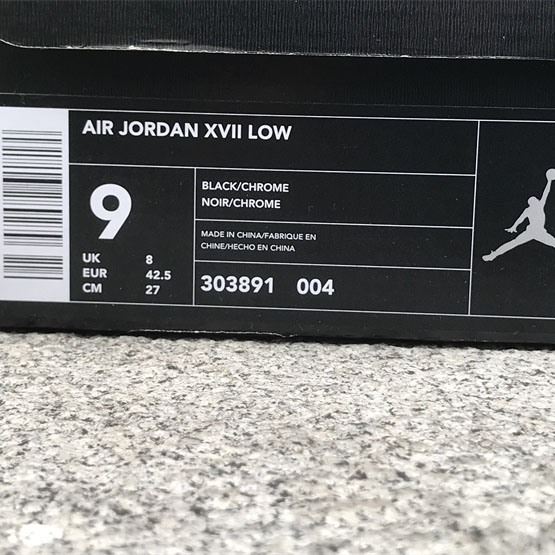 AIR JORDAN XVII LOW
9
UK 8
EUR 42.5
CM 27
BLACK/CHROME
NOIR/CHROME
MADE IN CHINA/FABRIQUE EN
CHINE/HECHO EN CHINA
303891 004